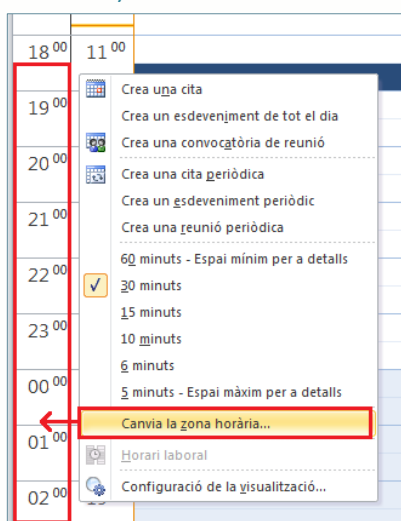 18 00 11 00
19 00
20 00
21 00
22 00
23 00
00 00
01 00
02 00
Crea una cita
Crea un esdeveniment de tot el dia
Crea una convocatòria de reunió
Crea una cita periòdica
Crea un esdeveniment periòdic
Crea una reunió periòdica
60 minuts - Espai mínim per a detalls
30 minuts
15 minuts
10 minuts
6 minuts
5 minuts - Espai màxim per a detalls
Canvia la zona horària...
Horari laboral
Configuració de la visualització...